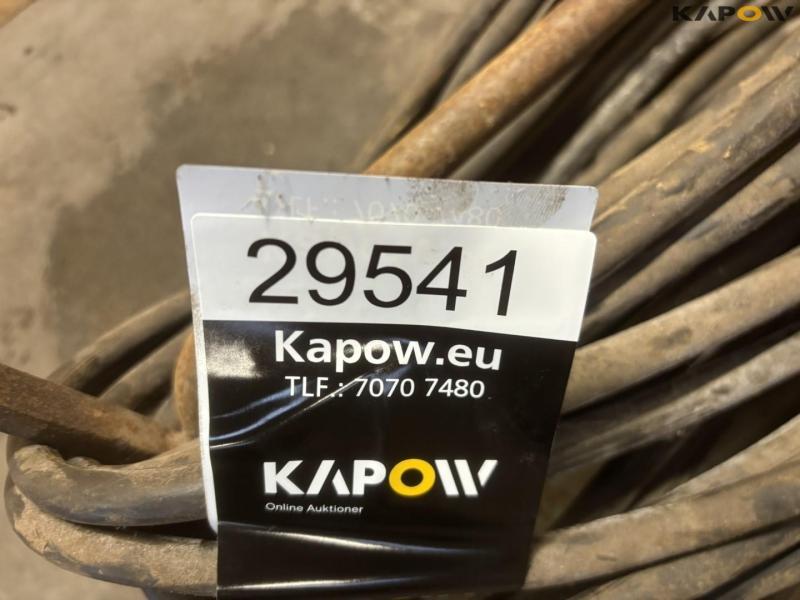 KAPOW
29541
Kapow.eu
TLF.: 7070 7480
KAPOW
Online Auktioner